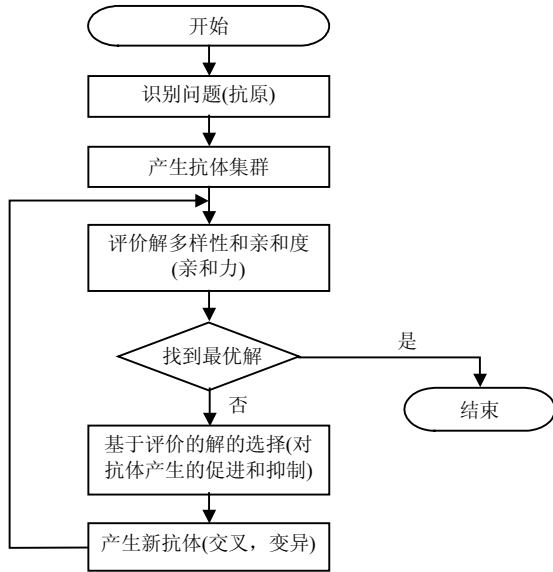 开始
识别问题(抗原)
产生抗体集群
评价解多样性和亲和度
(亲和力)
找到最优解
是
否
结束
基于评价的解的选择(对
抗体产生的促进和抑制)
产生新抗体(交叉，变异)